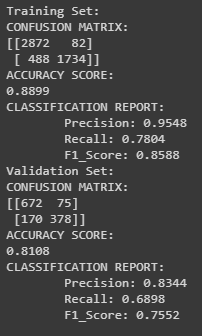 Training Set:
CONFUSION MATRIX:
[[2872   82]
 [ 488 1734]]
ACCURACY SCORE:
0.8899
CLASSIFICATION REPORT:
        Precision: 0.9548
        Recall: 0.7804
        F1_Score: 0.8588
Validation Set:
CONFUSION MATRIX:
[[672  75]
 [170 378]]
ACCURACY SCORE:
0.8108
CLASSIFICATION REPORT:
        Precision: 0.8344
        Recall: 0.6898
        F1_Score: 0.7552